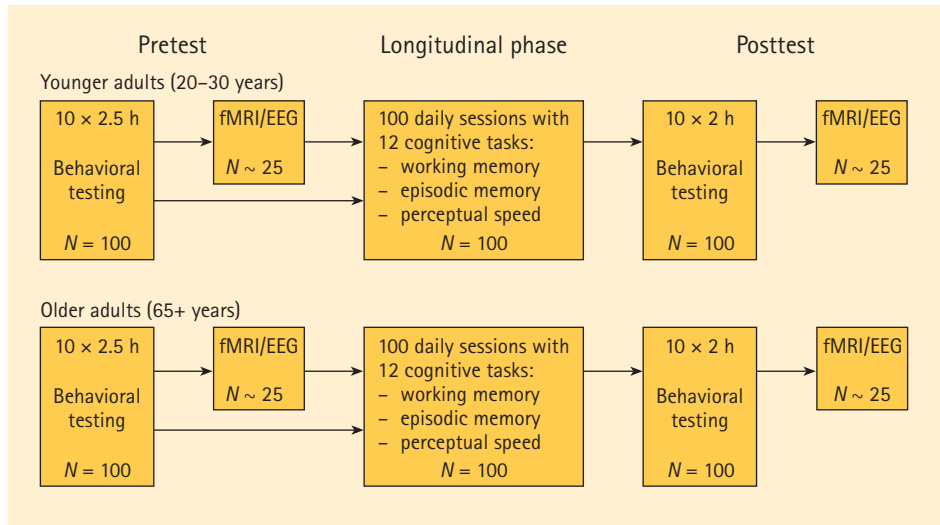 Pretest
Longitudinal phase
Posttest
Younger adults (20–30 years)
10 × 2.5 h
Behavioral
testing
N = 100
fMRI/EEG
N ~ 25
100 daily sessions with
12 cognitive tasks:
– working memory
– episodic memory
– perceptual speed
N = 100
10 × 2 h
Behavioral
testing
N = 100
fMRI/EEG
N ~ 25
Older adults (65+ years)
10 × 2.5 h
Behavioral
testing
N = 100
fMRI/EEG
N ~ 25
100 daily sessions with
12 cognitive tasks:
– working memory
– episodic memory
– perceptual speed
N = 100
10 × 2 h
Behavioral
testing
N = 100
fMRI/EEG
N ~ 25